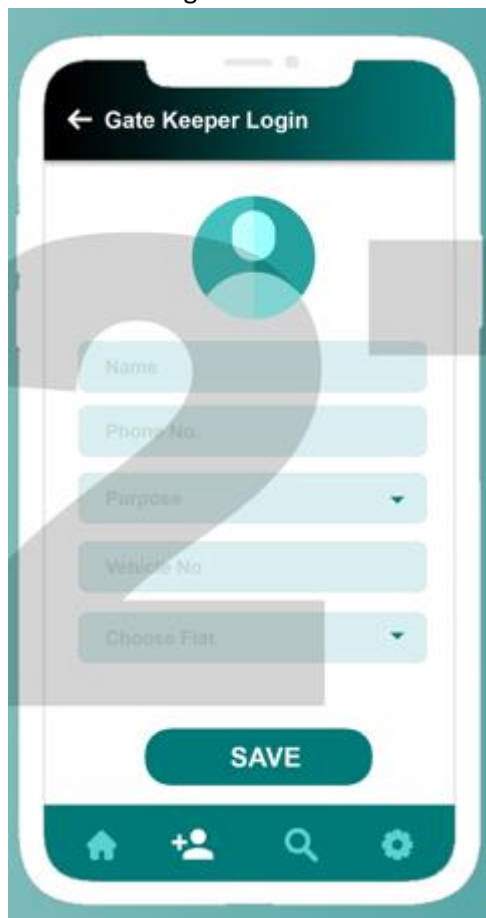 Gate Keeper Login
Name
Phone No.
Purpose
Vehicle No
Choose Flat
SAVE